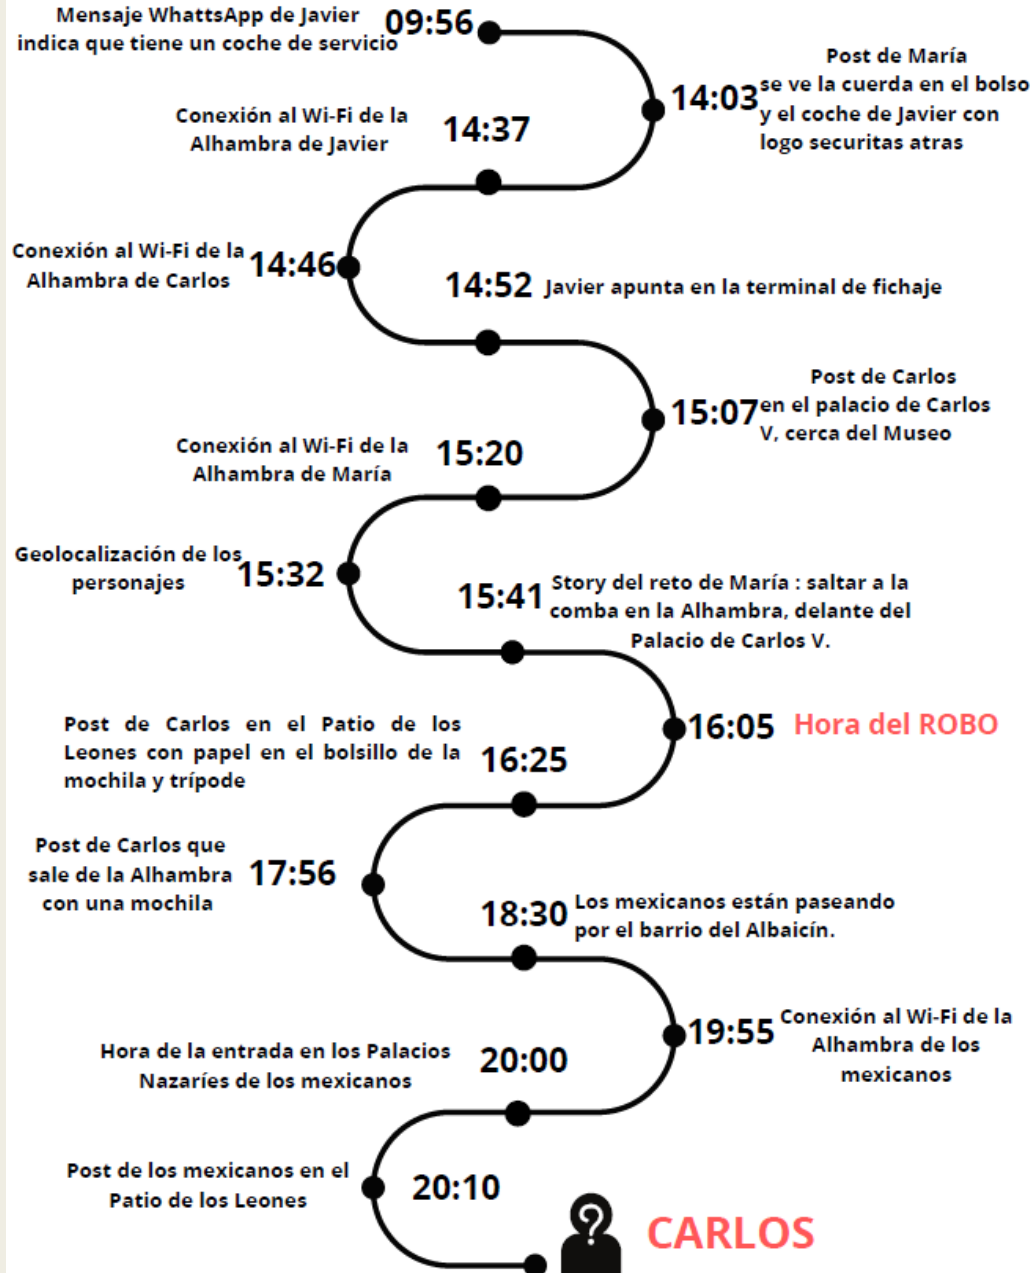 Mensaje WhattsApp de Javier
indica que tiene un coche de servicio
09:56
14:03
Post de María
se ve la cuerda en el bolso
y el coche de Javier con
logo securitas atras
Conexión al Wi-Fi de la
Alhambra de Javier
14:37
Conexión al Wi-Fi de la
Alhambra de Carlos
14:46
14:52
Javier apunta en la terminal de fichaje
15:07
Post de Carlos
en el palacio de Carlos
V, cerca del Museo
Conexión al Wi-Fi de la
Alhambra de María
15:20
Geolocalización de los
personajes
15:32
15:41
Story del reto de María : saltar a la
comba en la Alhambra, delante del
Palacio de Carlos V.
16:05
Hora del ROBO
Post de Carlos en el Patio de los
Leones con papel en el bolsillo de la
mochila y trípode
16:25
Post de Carlos que
sale de la Alhambra
con una mochila
17:56
18:30
Los mexicanos están paseando
por el barrio del Albaicín.
19:55
Conexión al Wi-Fi de la
Alhambra de los
mexicanos
Hora de la entrada en los Palacios
Nazaríes de los mexicanos
20:00
Post de los mexicanos en el
Patio de los Leones
20:10
?
CARLOS